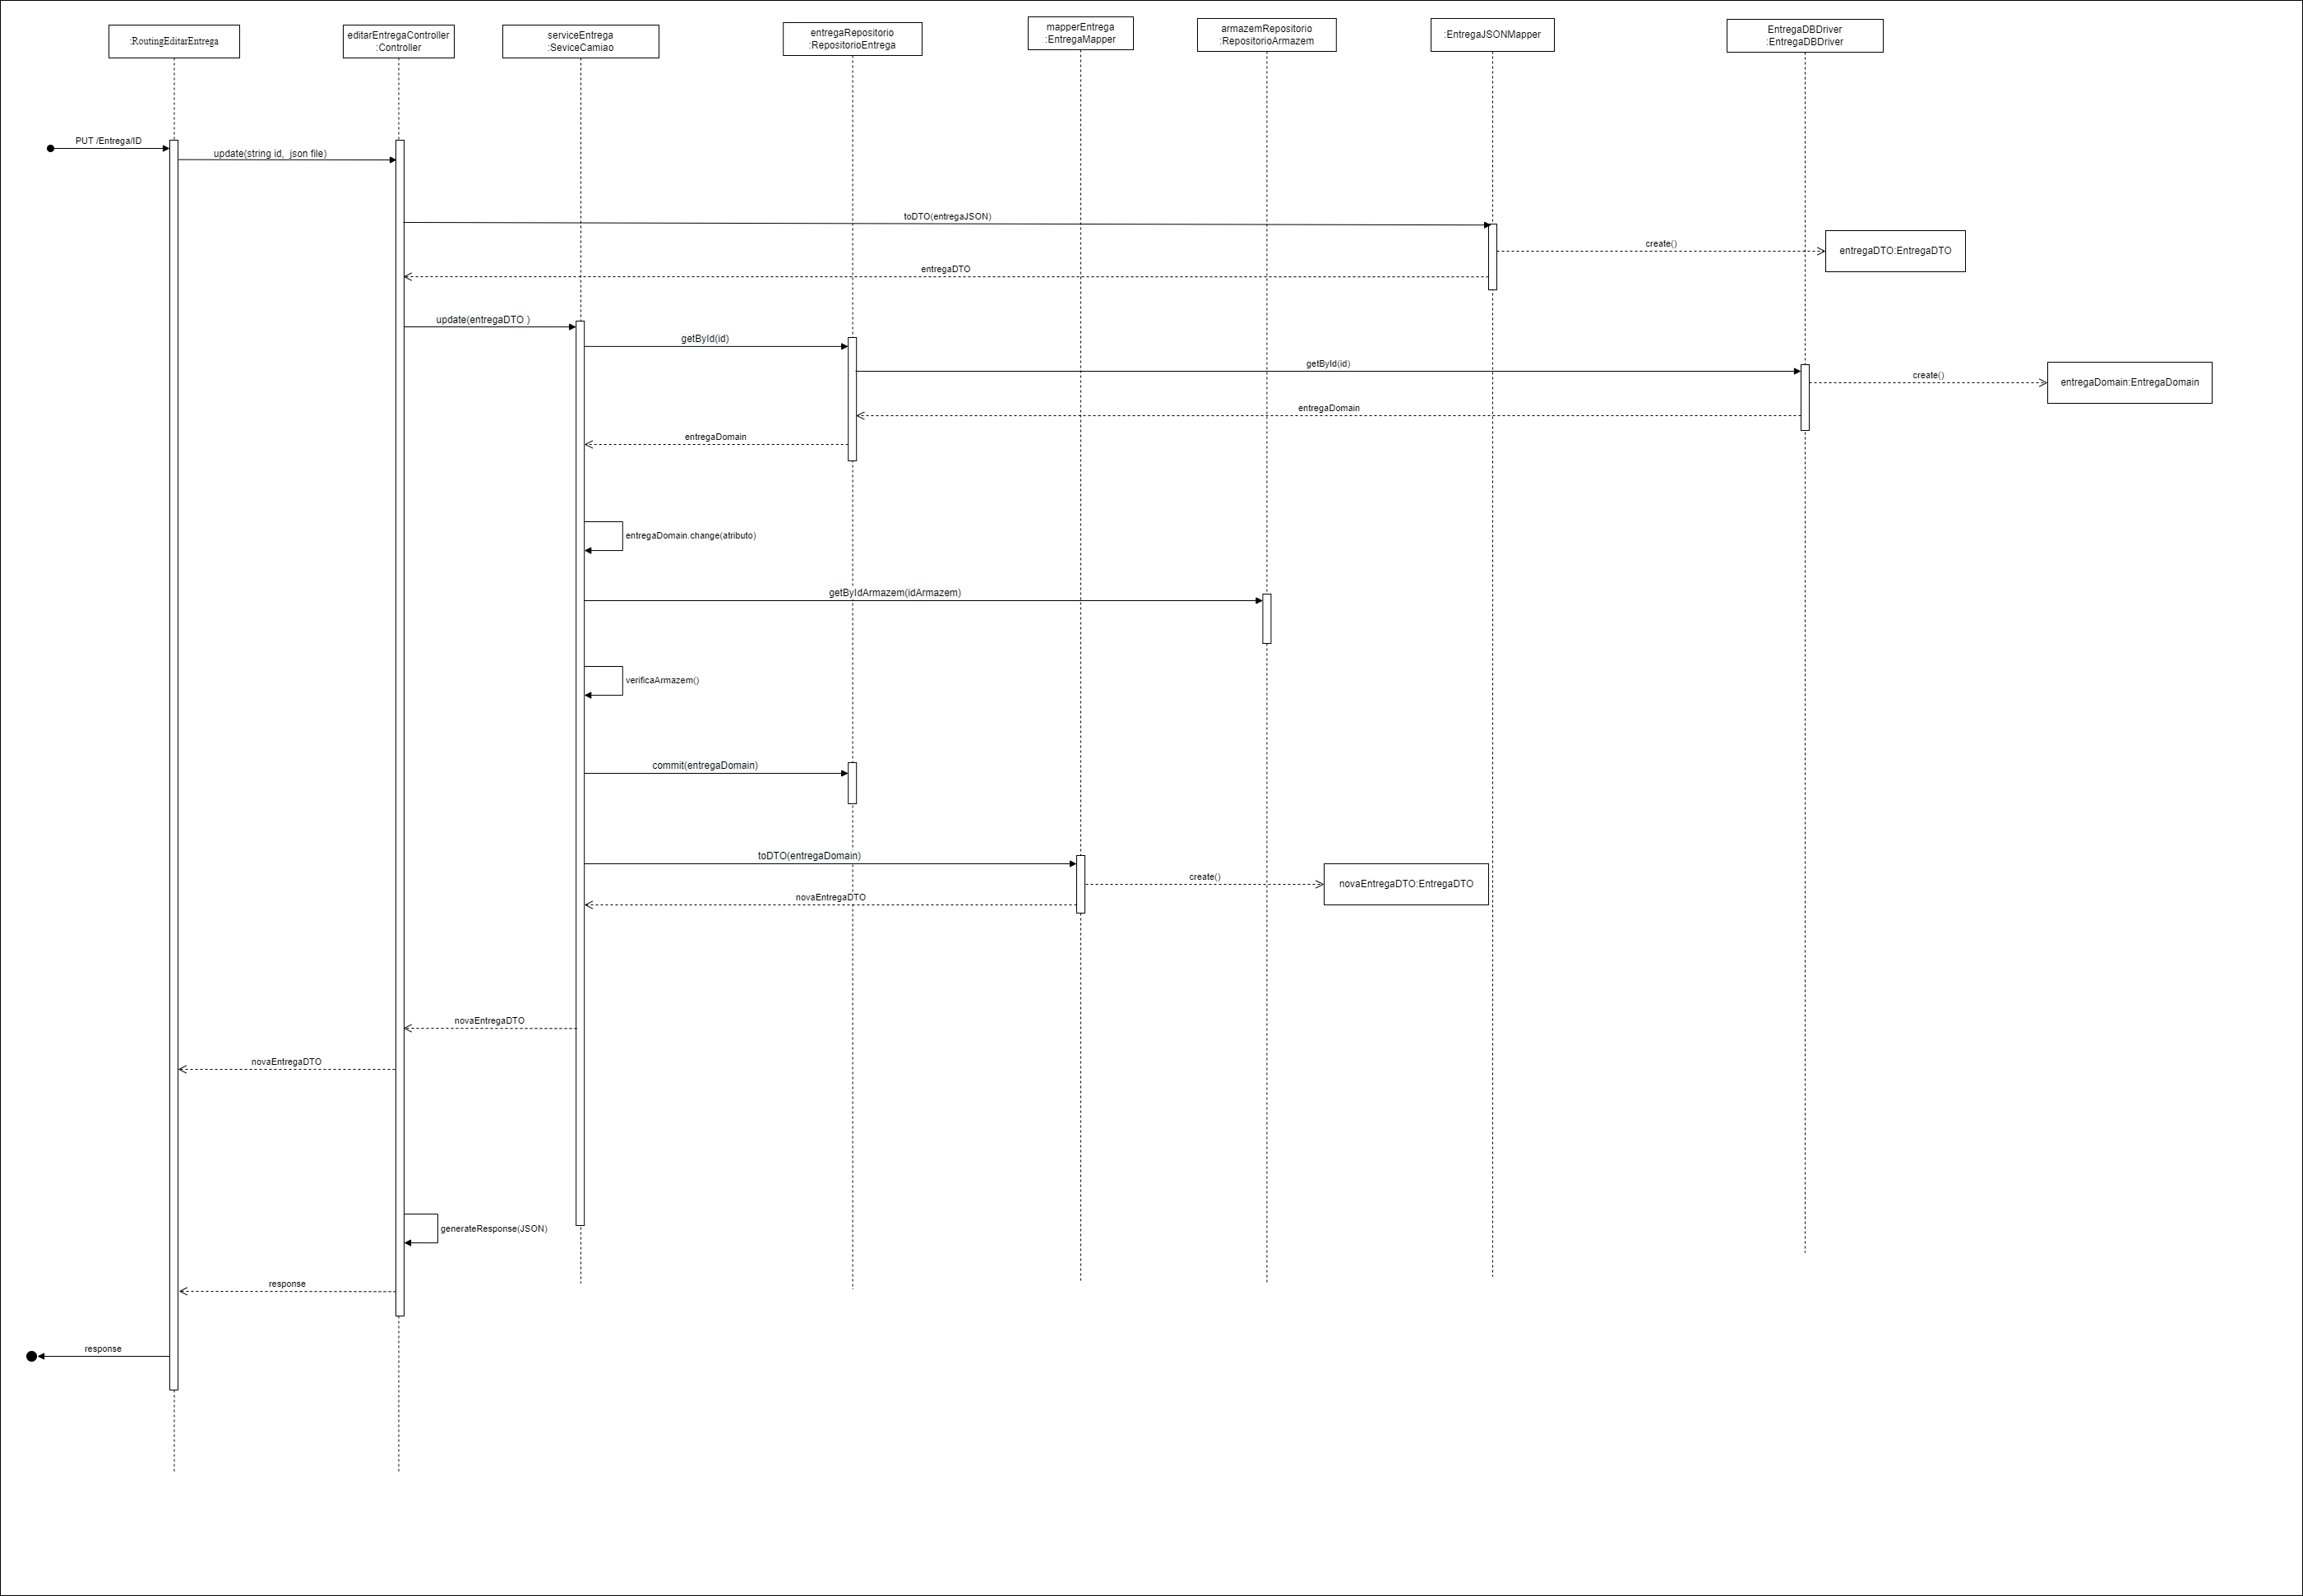 :RoutingEditarEntrega
editarEntregaController
:Controller
serviceEntrega
:SeviceCamiao
entregaRepositorio
:RepositorioEntrega
mapperEntrega
:EntregaMapper
armazemRepositorio
:RepositorioArmazem
:EntregaJSONMapper
EntregaDBDriver
:EntregaDBDriver
PUT /Entrega/ID
update(string id, json file)
toDTO(entregaJSON)
create()
entregaDTO:EntregaDTO
entregaDTO
update(entregaDTO )
getById(id)
getById(id)
create()
entregaDomain:EntregaDomain
entregaDomain
entregaDomain
entregaDomain.change(atributo)
getByIdArmazem(idArmazem)
verificaArmazem()
commit(entregaDomain)
toDTO(entregaDomain)
create()
novaEntregaDTO:EntregaDTO
novaEntregaDTO
novaEntregaDTO
novaEntregaDTO
generateResponse(JSON)
response
response